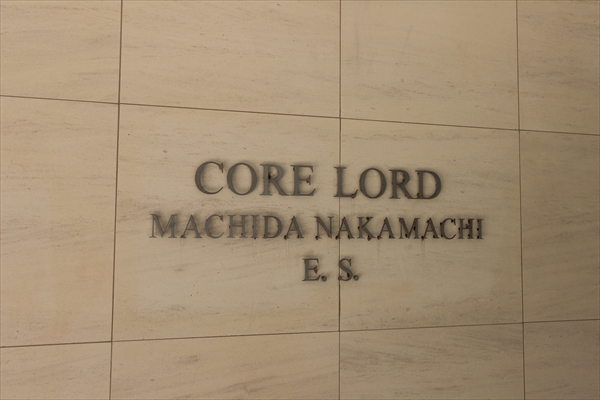 CORE LORD
MACHIDA NAKAMACHI
E. S.